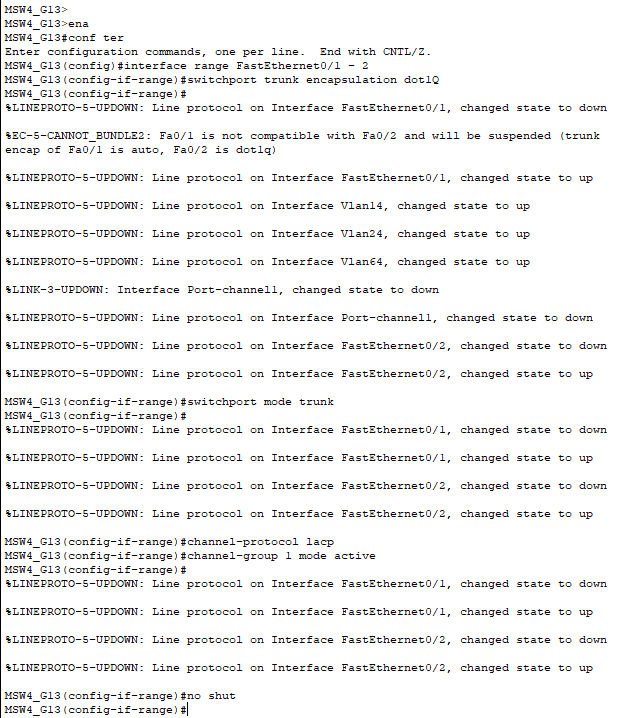 MSW4_G13>
MSW4_G13>ena
MSW4_G13#conf ter
Enter configuration commands, one per line.  End with CNTL/Z.
MSW4_G13(config)#interface range FastEthernet0/1 - 2
MSW4_G13(config-if-range)#switchport trunk encapsulation dot1Q
MSW4_G13(config-if-range)#
%LINEPROTO-5-UPDOWN: Line protocol on Interface FastEthernet0/1, changed state to down
%EC-5-CANNOT_BUNDLE2: Fa0/1 is not compatible with Fa0/2 and will be suspended (trunk
encap of Fa0/1 is auto, Fa0/2 is dot1q)
%LINEPROTO-5-UPDOWN: Line protocol on Interface FastEthernet0/1, changed state to up
%LINEPROTO-5-UPDOWN: Line protocol on Interface Vlan14, changed state to up
%LINEPROTO-5-UPDOWN: Line protocol on Interface Vlan24, changed state to up
%LINEPROTO-5-UPDOWN: Line protocol on Interface Vlan64, changed state to up
%LINK-3-UPDOWN: Interface Port-channel1, changed state to down
%LINEPROTO-5-UPDOWN: Line protocol on Interface Port-channel1, changed state to down
%LINEPROTO-5-UPDOWN: Line protocol on Interface FastEthernet0/2, changed state to down
%LINEPROTO-5-UPDOWN: Line protocol on Interface FastEthernet0/2, changed state to up
MSW4_G13(config-if-range)#switchport mode trunk
MSW4_G13(config-if-range)#
%LINEPROTO-5-UPDOWN: Line protocol on Interface FastEthernet0/1, changed state to down
%LINEPROTO-5-UPDOWN: Line protocol on Interface FastEthernet0/1, changed state to up
%LINEPROTO-5-UPDOWN: Line protocol on Interface FastEthernet0/2, changed state to down
%LINEPROTO-5-UPDOWN: Line protocol on Interface FastEthernet0/2, changed state to up
MSW4_G13(config-if-range)#channel-protocol lacp
MSW4_G13(config-if-range)#channel-group 1 mode active
MSW4_G13(config-if-range)#
%LINEPROTO-5-UPDOWN: Line protocol on Interface FastEthernet0/1, changed state to down
%LINEPROTO-5-UPDOWN: Line protocol on Interface FastEthernet0/1, changed state to up
%LINEPROTO-5-UPDOWN: Line protocol on Interface FastEthernet0/2, changed state to down
%LINEPROTO-5-UPDOWN: Line protocol on Interface FastEthernet0/2, changed state to up
MSW4_G13(config-if-range)#no shut
MSW4_G13(config-if-range)#